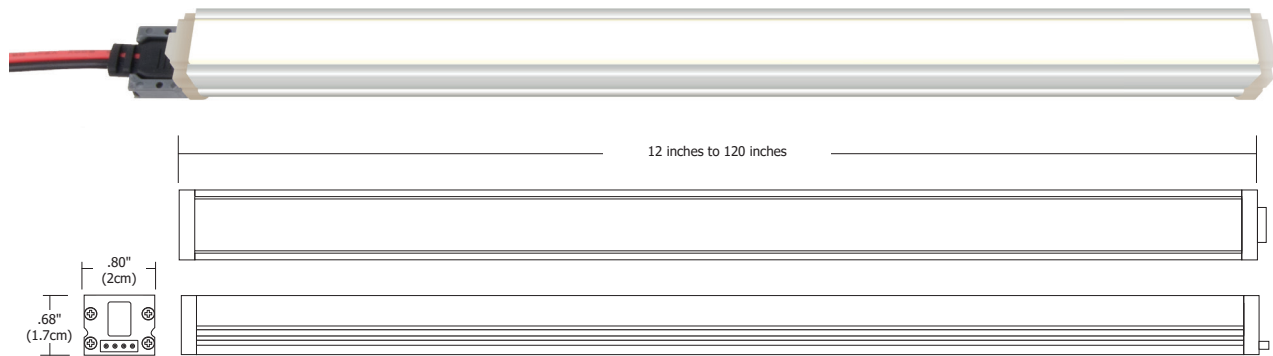 12 inches to 120 inches
.80"
(2cm)
.68"
(1.7cm)